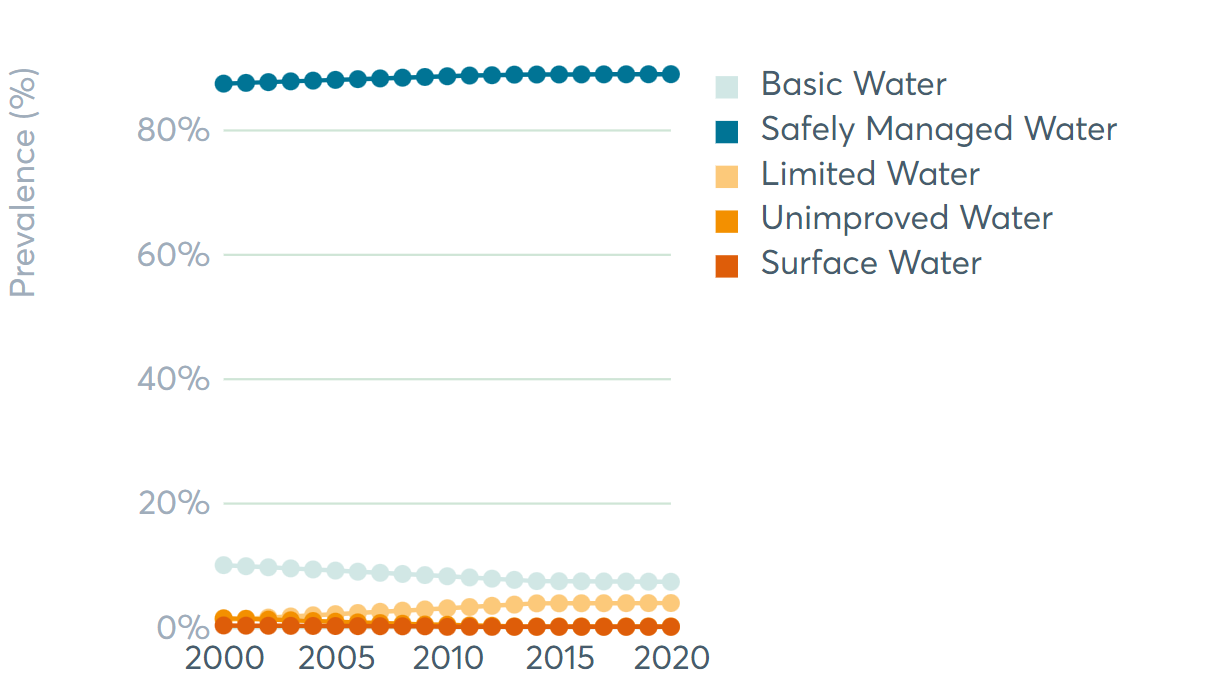 Prevalence (%)
80%
60%
40%
20%
0%
2000 2005 2010 2015 2020
Basic Water
Safely Managed Water
Limited Water
Unimproved Water
Surface Water